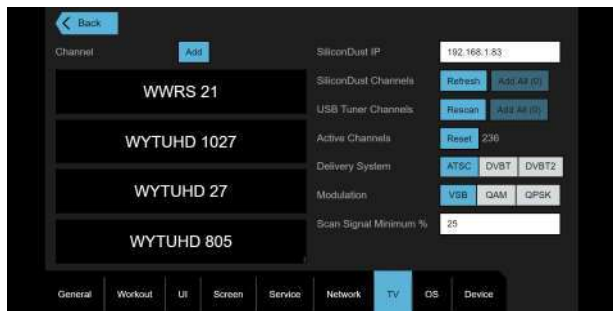 Back
Channel Add
WWRS 21
WYTUHD 1027
WYTUHD 27
WYTUHD 805
SiliconDust IP 192.168.1.83
SiliconDust Channels Refresh Add All (0)
USB Tuner Channels Rescan Add All (0)
Active Channels Reset 236
Delivery System ATSC DVBT DVBT2
Modulation VSB QAM QPSK
Scan Signal Minimum % 25
General Workout UI Screen Service Network TV OS Device